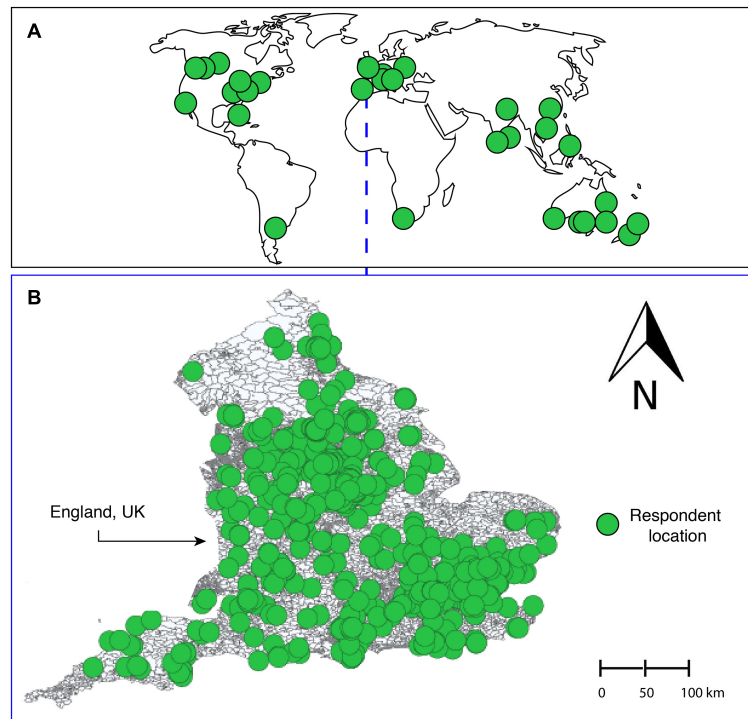 A
B
N
England, UK
Respondent
location
0 50 100 km